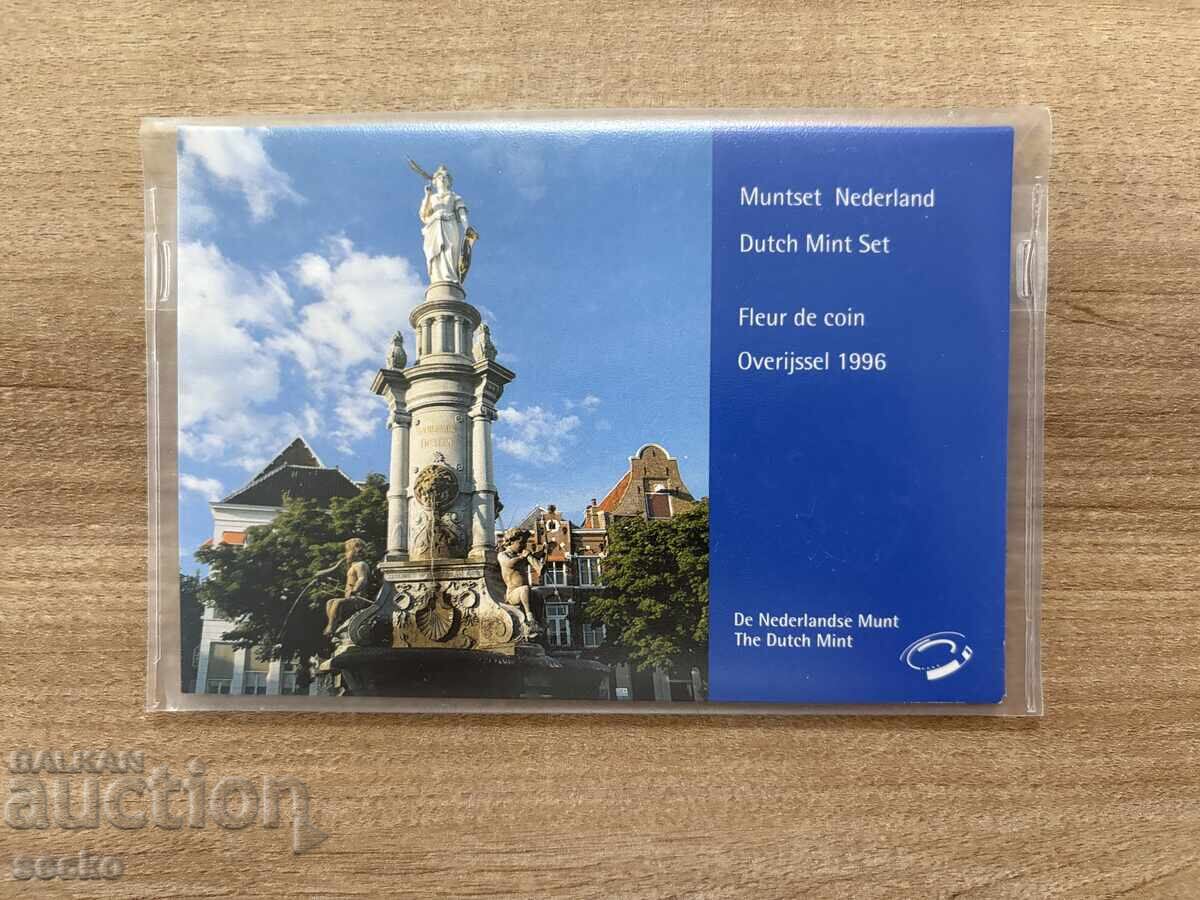 Muntset Nederland
Dutch Mint Set
Fleur de coin
Overijssel 1996
De Nederlandse Munt
The Dutch Mint
BALKAN
auction
secko